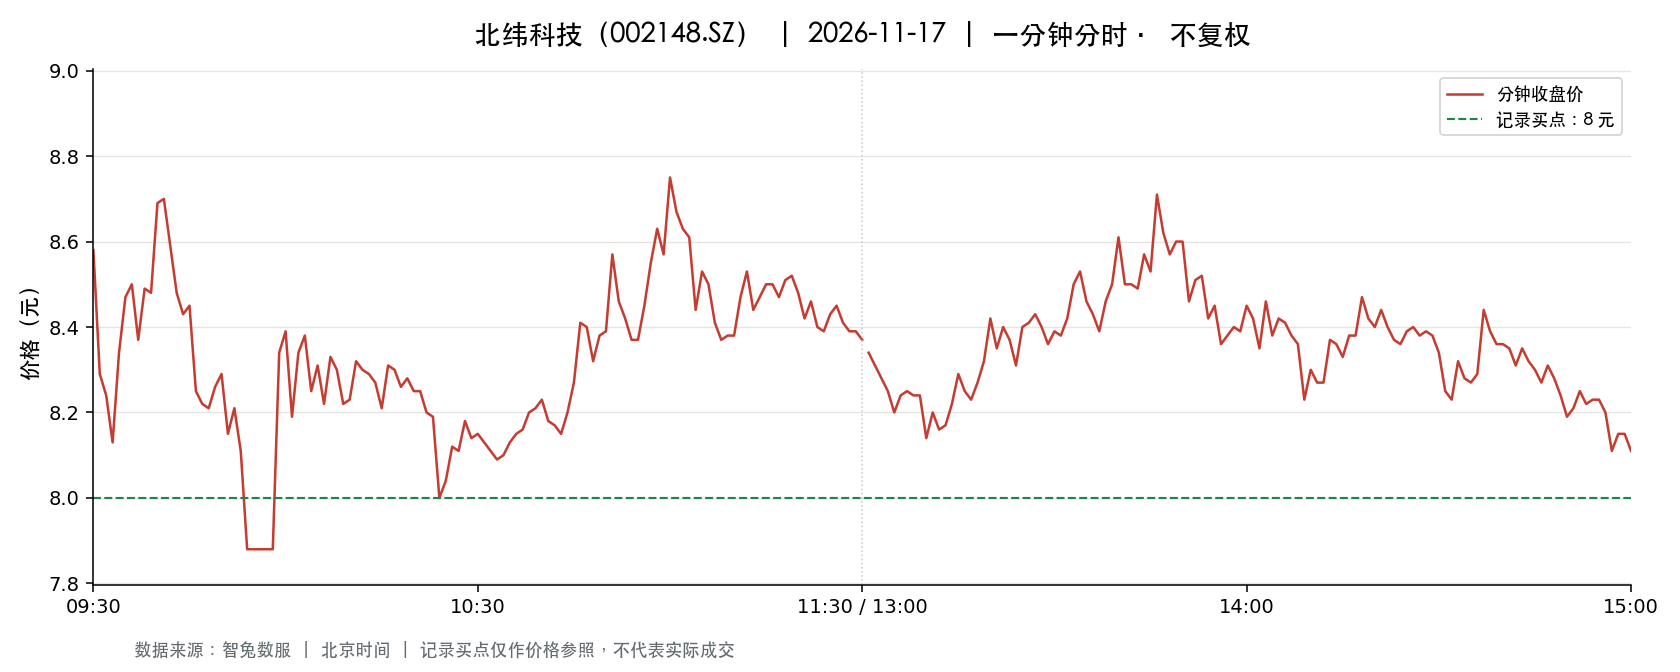 北纬科技（002148.SZ） | 2026-11-17 | 一分钟分时 · 不复权
分钟收盘价
记录买点：8 元
价格（元）
9.0
8.8
8.6
8.4
8.2
8.0
7.8
09:30
10:30
11:30 / 13:00
14:00
15:00
数据来源：智兔数服 | 北京时间 | 记录买点仅作价格参照，不代表实际成交